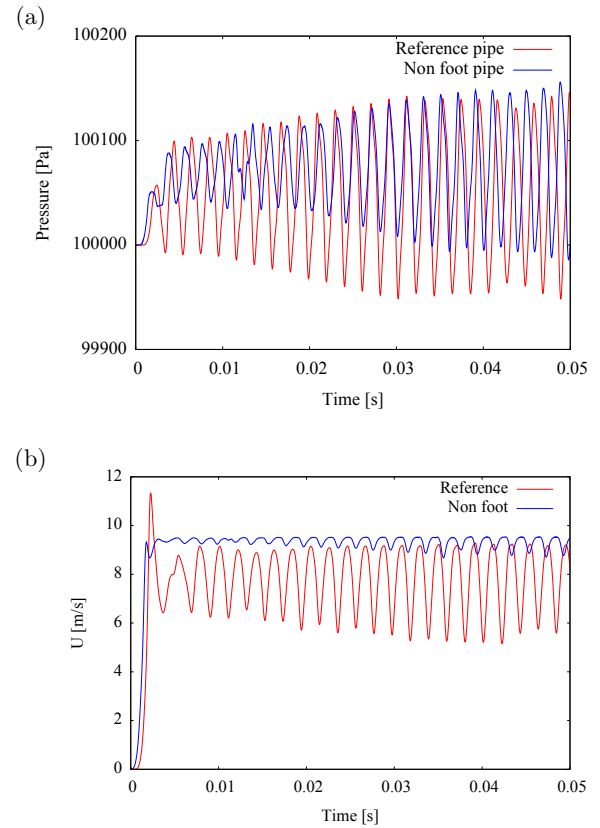 (a)
100200
Reference pipe
Non foot pipe
100100
Pressure [Pa]
100000
99900
0 0.01 0.02 0.03 0.04 0.05
Time [s]
(b)
12
Reference
Non foot
10
8
U [m/s]
6
4
2
0
0 0.01 0.02 0.03 0.04 0.05
Time [s]